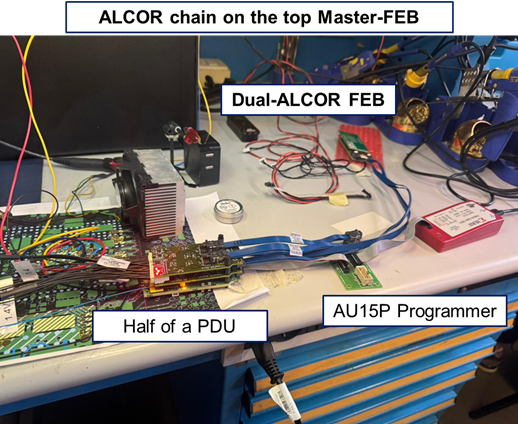 ALCOR chain on the top Master-FEB
Dual-ALCOR FEB
Half of a PDU
AU15P Programmer